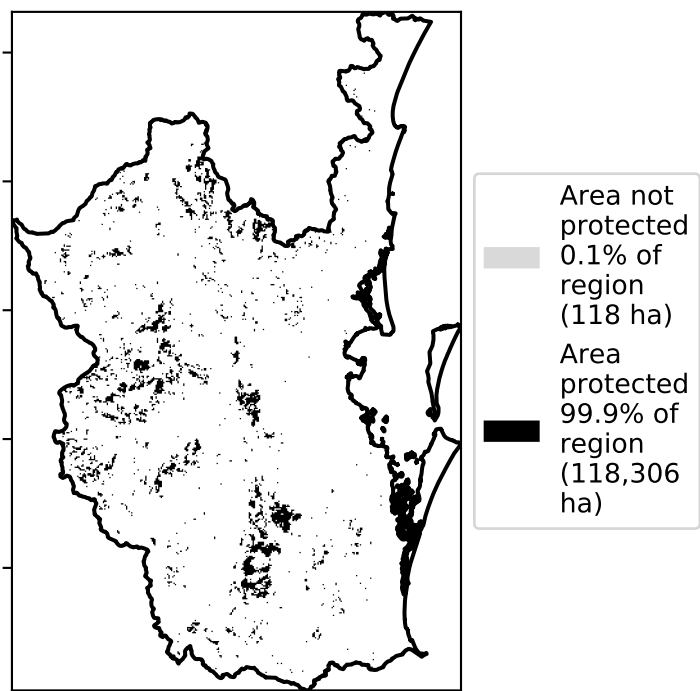 Area not
protected
0.1% of
region
(118 ha)
Area
protected
99.9% of
region
(118,306
ha)